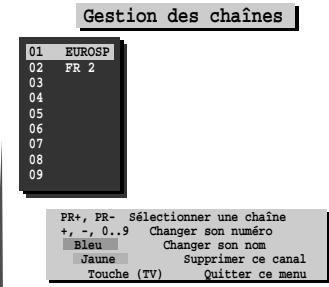 Gestion des chaînes
01 EUROSP
02 FR 2
03
04
05
06
07
08
09
PR+, PR- Sélectionner une chaîne
+, -, 0..9 Changer son numéro
Bleu Changer son nom
Jaune Supprimer ce canal
Touche (TV) Quitter ce menu